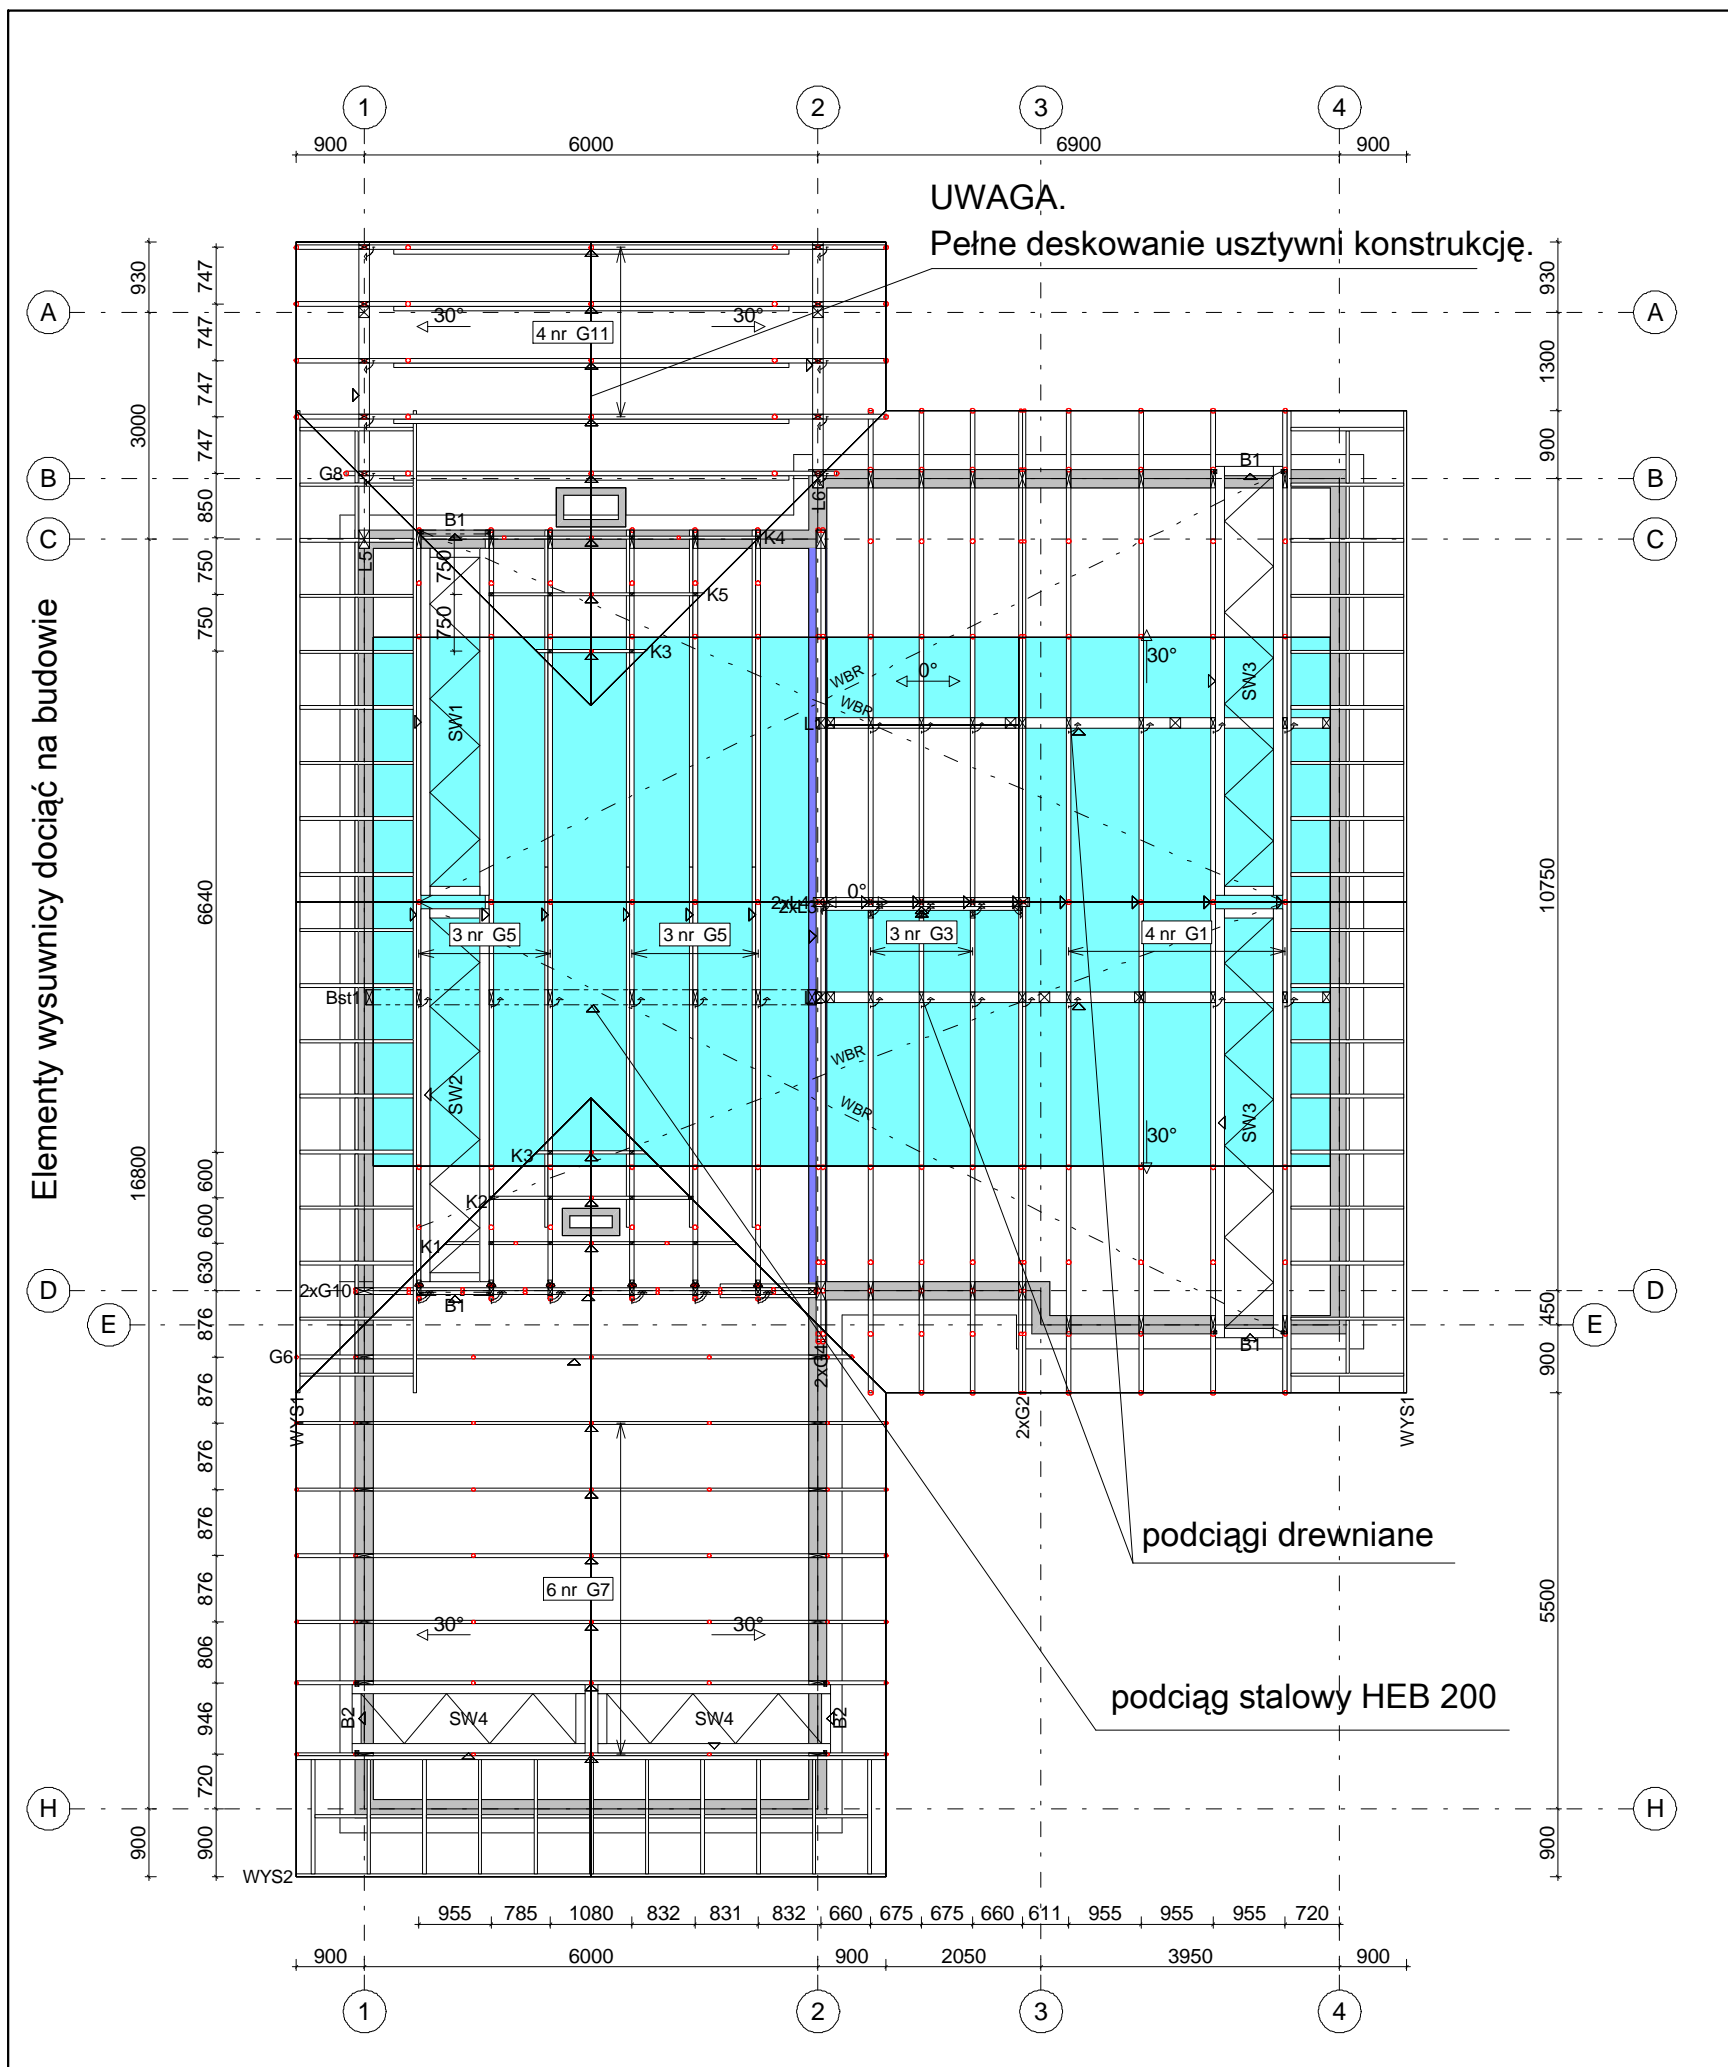 1
2
3
4
900
6000
6900
900
UWAGA.
Pełne deskowanie usztywni konstrukcję.
930
747
747
747
747
3000
850
750
750
6640
16800
600
600
630
876
876
876
876
876
806
946
720
900
900
930
1300
900
10750
450
900
5500
900
A
A
B
B
C
C
D
D
E
E
H
H
30°
30°
4 nr G11
G8
B1
B1
L6
L5
K4
750
K5
750
K3
WBR
WBR
0°
30°
SW1
SW3
0°
3 nr G5
3 nr G5
3 nr G3
4 nr G1
Bst1
WBR
WBR
SW2
SW3
30°
K3
K2
K1
2xG10
B1
B1
G6
2xG4
WYS1
2xG2
WYS1
Elementy wysuwnicy dociąć na budowie
podciągi drewniane
6 nr G7
30°
30°
podciąg stalowy HEB 200
B2
SW4
SW4
B2
WYS2
955
785
1080
832
831
832
660
675
675
660
611
955
955
955
720
900
6000
900
2050
3950
900
1
2
3
4